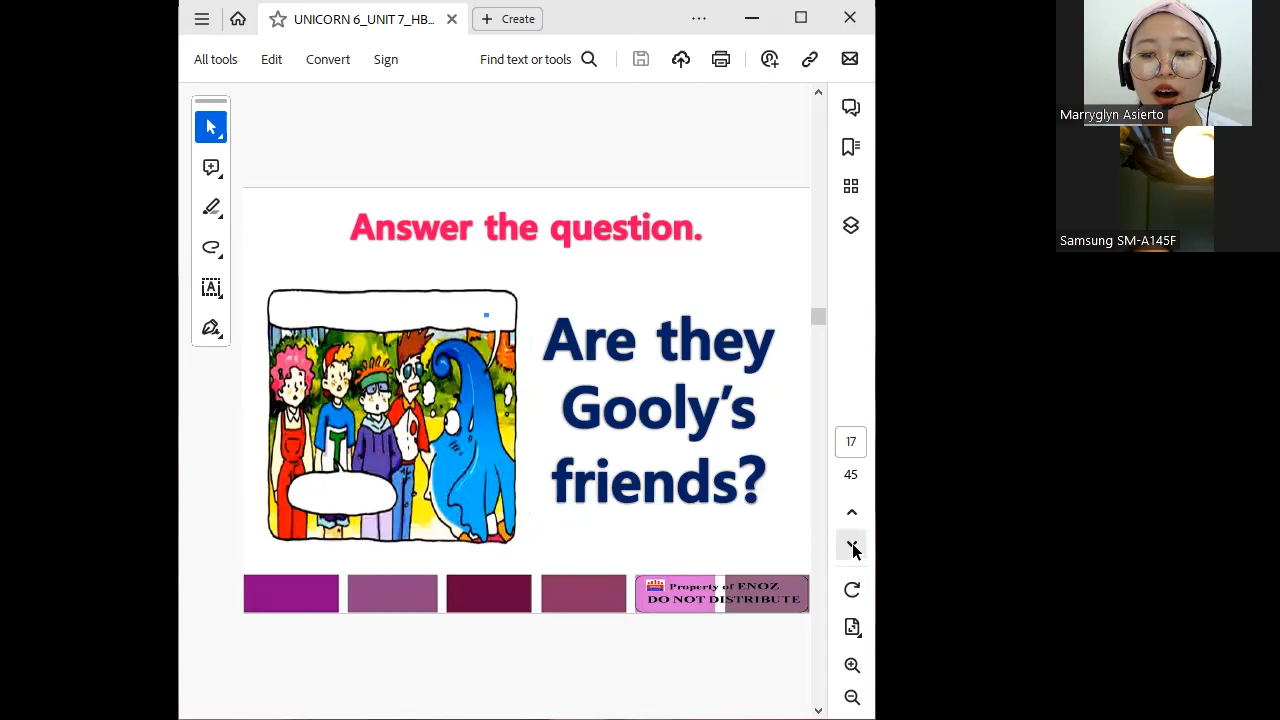 UNICORN 6_UNIT 7_HB...
Create
All tools
Edit
Convert
Sign
Find text or tools
Marryglyn Asierto
Samsung SM-A145F
Answer the question.
Are they
Gooly's
friends?
17
45
Property of ENOZ
DO NOT DISTRIBUTE